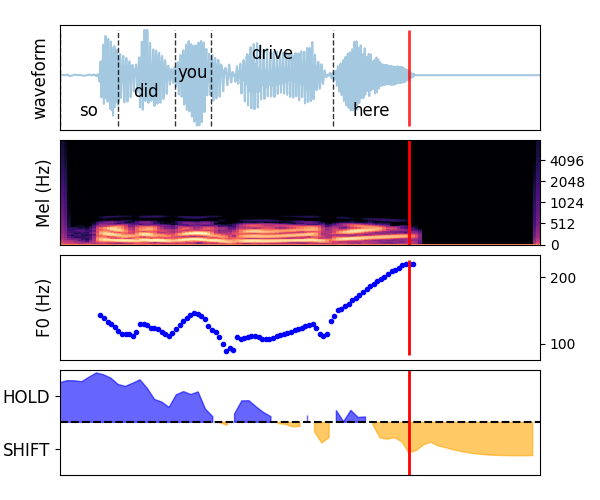 waveform
so
did
you
drive
here
Mel (Hz)
4096
2048
1024
512
0
F0 (Hz)
200
100
HOLD
SHIFT